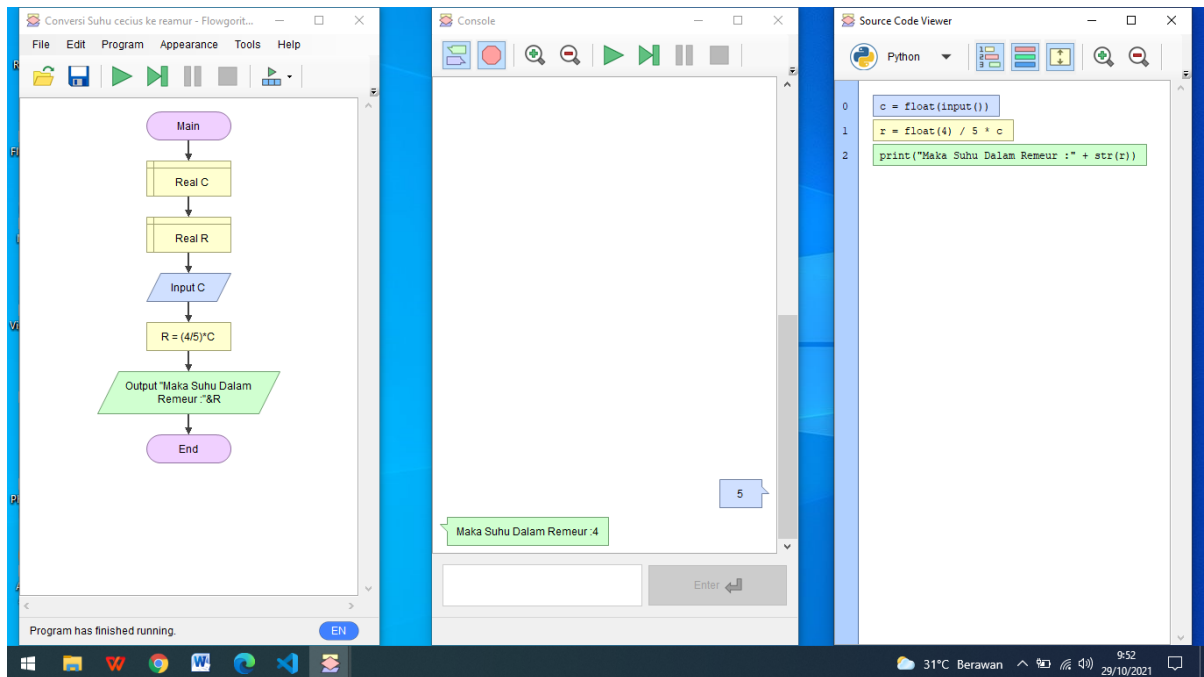 Conversi Suhu cecius ke reamur - Flowgorit...
File Edit Program Appearance Tools Help
Main
Real C
Real R
Input C
R = (4/5)*C
Output "Maka Suhu Dalam
Remeur :"&R
End
Program has finished running.
EN
Console
5
Maka Suhu Dalam Remeur :4
Enter
Source Code Viewer
Python
0 c = float(input())
1 r = float(4) / 5 * c
2 print("Maka Suhu Dalam Remeur :" + str(r))
31°C Berawan
9:52
29/10/2021